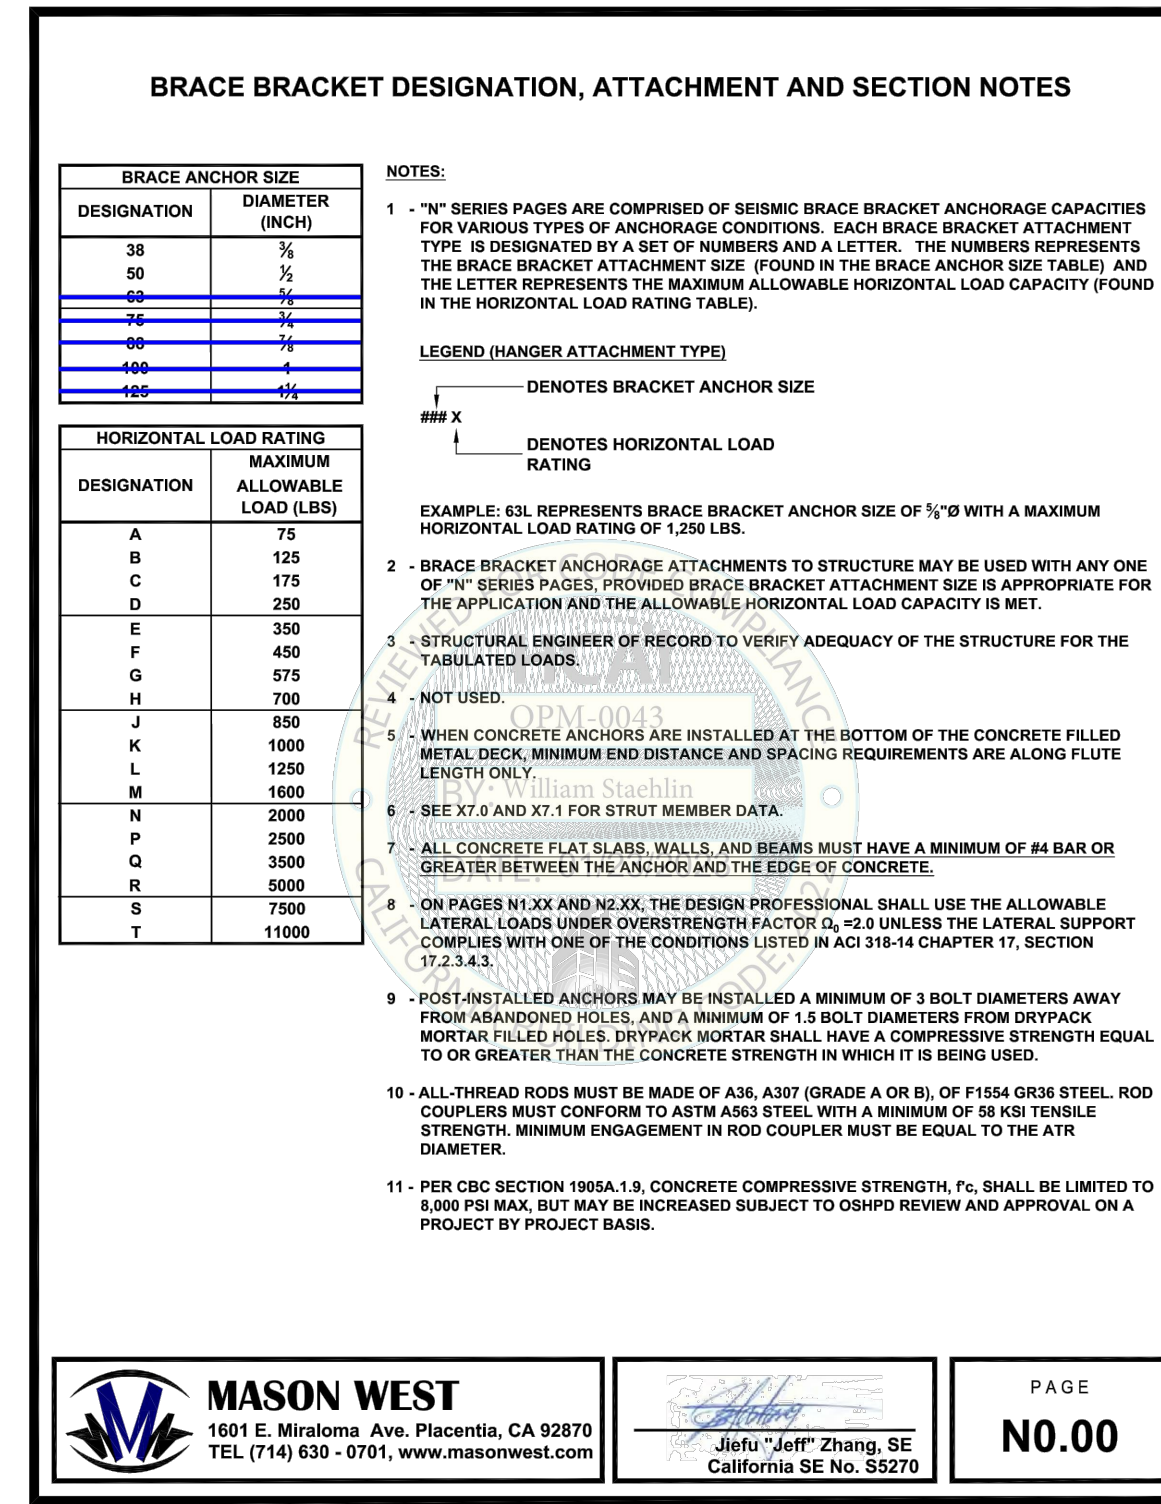 BRACE BRACKET DESIGNATION, ATTACHMENT AND SECTION NOTES
BRACE ANCHOR SIZE
DESIGNATION DIAMETER (INCH)
38 ⅜
50 ½
63 ⅝
75 ¾
88 ⅞
100 1
125 1¼
HORIZONTAL LOAD RATING
DESIGNATION MAXIMUM ALLOWABLE LOAD (LBS)
A 75
B 125
C 175
D 250
E 350
F 450
G 575
H 700
J 850
K 1000
L 1250
M 1600
N 2000
P 2500
Q 3500
R 5000
S 7500
T 11000
NOTES:
1 - "N" SERIES PAGES ARE COMPRISED OF SEISMIC BRACE BRACKET ANCHORAGE CAPACITIES
FOR VARIOUS TYPES OF ANCHORAGE CONDITIONS. EACH BRACE BRACKET ATTACHMENT
TYPE IS DESIGNATED BY A SET OF NUMBERS AND A LETTER. THE NUMBERS REPRESENTS
THE BRACE BRACKET ATTACHMENT SIZE (FOUND IN THE BRACE ANCHOR SIZE TABLE) AND
THE LETTER REPRESENTS THE MAXIMUM ALLOWABLE HORIZONTAL LOAD CAPACITY (FOUND
IN THE HORIZONTAL LOAD RATING TABLE).
LEGEND (HANGER ATTACHMENT TYPE)
DENOTES BRACKET ANCHOR SIZE
### X
DENOTES HORIZONTAL LOAD
RATING
EXAMPLE: 63L REPRESENTS BRACE BRACKET ANCHOR SIZE OF ⅝"Ø WITH A MAXIMUM
HORIZONTAL LOAD RATING OF 1,250 LBS.
2 - BRACE BRACKET ANCHORAGE ATTACHMENTS TO STRUCTURE MAY BE USED WITH ANY ONE
OF "N" SERIES PAGES, PROVIDED BRACE BRACKET ATTACHMENT SIZE IS APPROPRIATE FOR
THE APPLICATION AND THE ALLOWABLE HORIZONTAL LOAD CAPACITY IS MET.
3 - STRUCTURAL ENGINEER OF RECORD TO VERIFY ADEQUACY OF THE STRUCTURE FOR THE
TABULATED LOADS.
4 - NOT USED.
5 - WHEN CONCRETE ANCHORS ARE INSTALLED AT THE BOTTOM OF THE CONCRETE FILLED
METAL DECK, MINIMUM END DISTANCE AND SPACING REQUIREMENTS ARE ALONG FLUTE
LENGTH ONLY.
6 - SEE X7.0 AND X7.1 FOR STRUT MEMBER DATA.
7 - ALL CONCRETE FLAT SLABS, WALLS, AND BEAMS MUST HAVE A MINIMUM OF #4 BAR OR
GREATER BETWEEN THE ANCHOR AND THE EDGE OF CONCRETE.
8 - ON PAGES N1.XX AND N2.XX, THE DESIGN PROFESSIONAL SHALL USE THE ALLOWABLE
LATERAL LOADS UNDER OVERSTRENGTH FACTOR Ω₀ =2.0 UNLESS THE LATERAL SUPPORT
COMPLIES WITH ONE OF THE CONDITIONS LISTED IN ACI 318-14 CHAPTER 17, SECTION
17.2.3.4.3.
9 - POST-INSTALLED ANCHORS MAY BE INSTALLED A MINIMUM OF 3 BOLT DIAMETERS AWAY
FROM ABANDONED HOLES, AND A MINIMUM OF 1.5 BOLT DIAMETERS FROM DRYPACK
MORTAR FILLED HOLES. DRYPACK MORTAR SHALL HAVE A COMPRESSIVE STRENGTH EQUAL
TO OR GREATER THAN THE CONCRETE STRENGTH IN WHICH IT IS BEING USED.
10 - ALL-THREAD RODS MUST BE MADE OF A36, A307 (GRADE A OR B), OF F1554 GR36 STEEL. ROD
COUPLERS MUST CONFORM TO ASTM A563 STEEL WITH A MINIMUM OF 58 KSI TENSILE
STRENGTH. MINIMUM ENGAGEMENT IN ROD COUPLER MUST BE EQUAL TO THE ATR
DIAMETER.
11 - PER CBC SECTION 1905A.1.9, CONCRETE COMPRESSIVE STRENGTH, f'c, SHALL BE LIMITED TO
8,000 PSI MAX, BUT MAY BE INCREASED SUBJECT TO OSHPD REVIEW AND APPROVAL ON A
PROJECT BY PROJECT BASIS.
REVIEWED FOR CODE COMPLIANCE
HCAI
OPM-0043
BY: William Staehlin
CALIFORNIA BUILDING CODE, 2022
MASON WEST
1601 E. Miraloma Ave. Placentia, CA 92870
TEL (714) 630 - 0701, www.masonwest.com
Jiefu "Jeff" Zhang, SE
California SE No. S5270
PAGE
N0.00